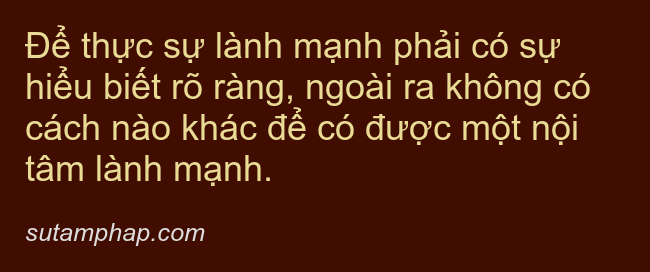 Để thực sự lành mạnh phải có sự
hiểu biết rõ ràng, ngoài ra không có
cách nào khác để có được một nội
tâm lành mạnh.
sutamphap.com